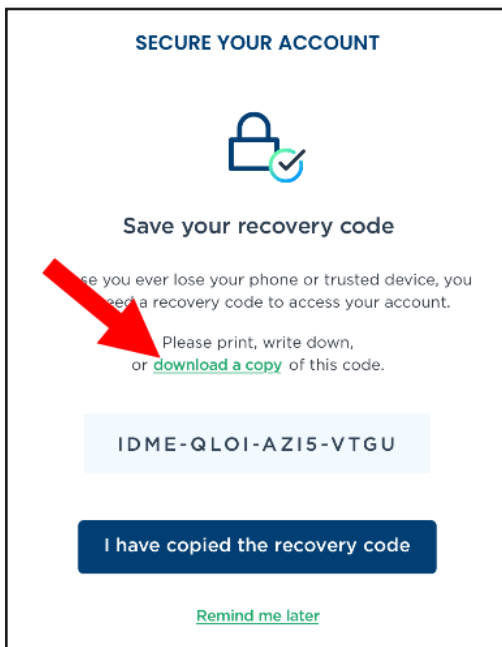 SECURE YOUR ACCOUNT
Save your recovery code
se you ever lose your phone or trusted device, you
need a recovery code to access your account.
Please print, write down,
or download a copy of this code.
IDME-QLOI-AZI5-VTGU
I have copied the recovery code
Remind me later